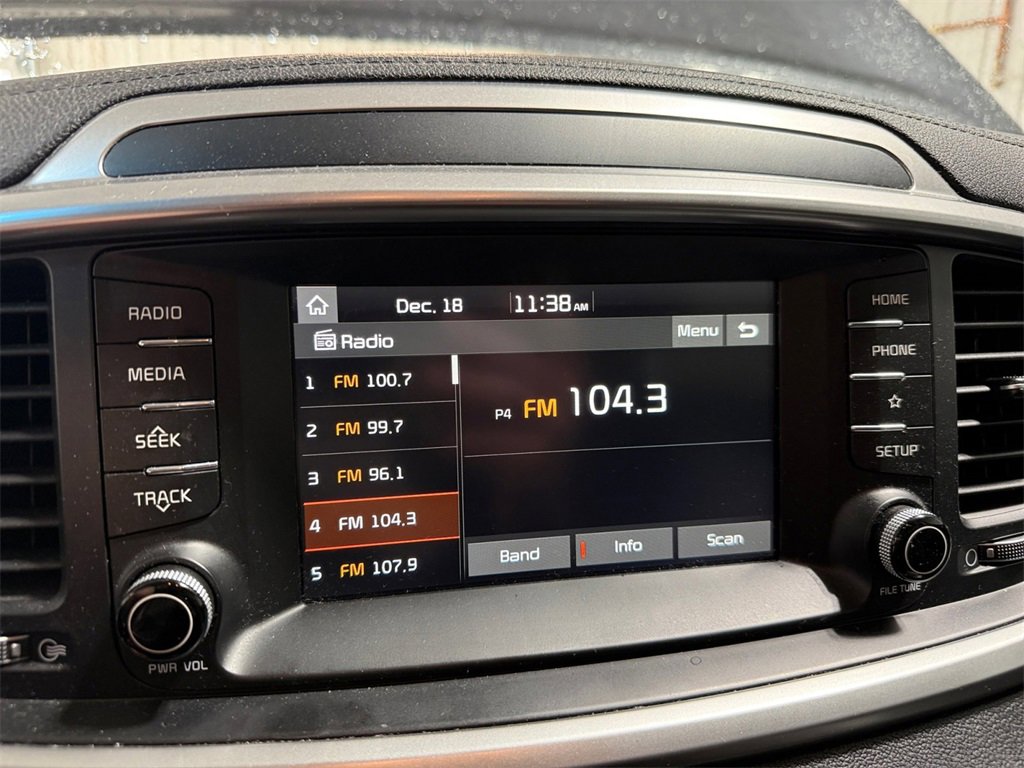 RADIO
MEDIA
SEEK
TRACK
PWR VOL
Dec. 18 11:38 AM
Radio Menu
1 FM 100.7
2 FM 99.7
3 FM 96.1
4 FM 104.3
5 FM 107.9
P4 FM 104.3
Band Info Scan
HOME
PHONE
SETUP
FILE TUNE